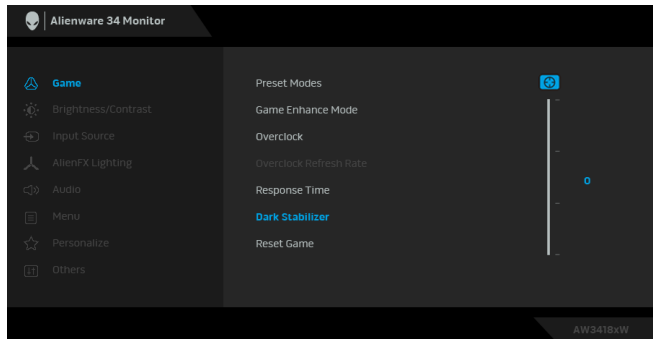 Alienware 34 Monitor
Game
Brightness/Contrast
Input Source
AlienFX Lighting
Audio
Menu
Personalize
Others
Preset Modes
Game Enhance Mode
Overclock
Overclock Refresh Rate
Response Time
Dark Stabilizer
Reset Game
0
AW3418xW